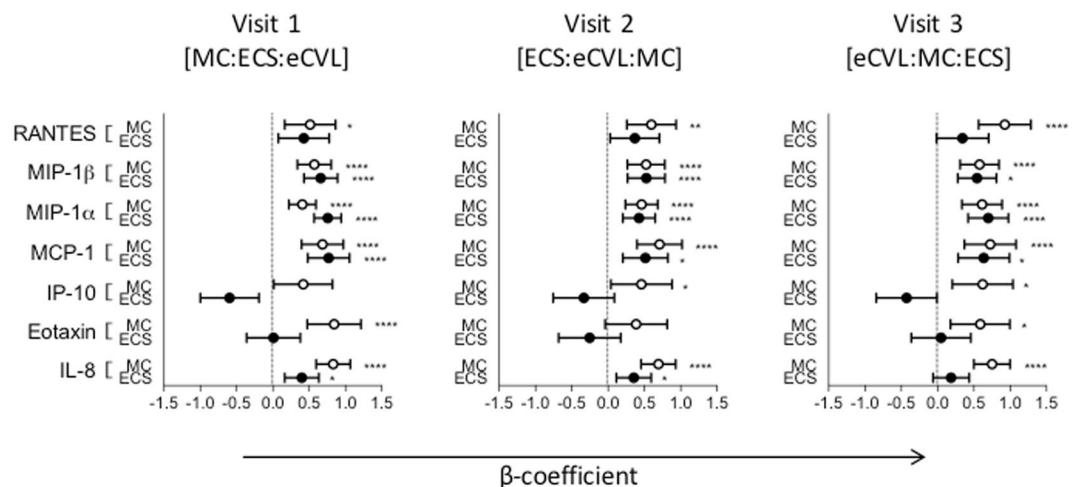 Visit 1
[MC:ECS:eCVL]
Visit 2
[ECS:eCVL:MC]
Visit 3
[eCVL:MC:ECS]
RANTES [ MC * MC ** MC ****
ECS ECS ECS
MIP-1β [ MC **** MC **** MC ****
ECS **** ECS **** ECS *
MIP-1α [ MC **** MC **** MC ****
ECS **** ECS **** ECS ****
MCP-1 [ MC **** MC **** MC ****
ECS **** ECS * ECS *
IP-10 [ MC MC * MC *
ECS ECS ECS
Eotaxin [ MC **** MC MC *
ECS ECS ECS
IL-8 [ MC **** MC **** MC ****
ECS * ECS * ECS
-1.5 -1.0 -0.5 0.0 0.5 1.0 1.5 -1.5 -1.0 -0.5 0.0 0.5 1.0 1.5 -1.5 -1.0 -0.5 0.0 0.5 1.0 1.5
β-coefficient